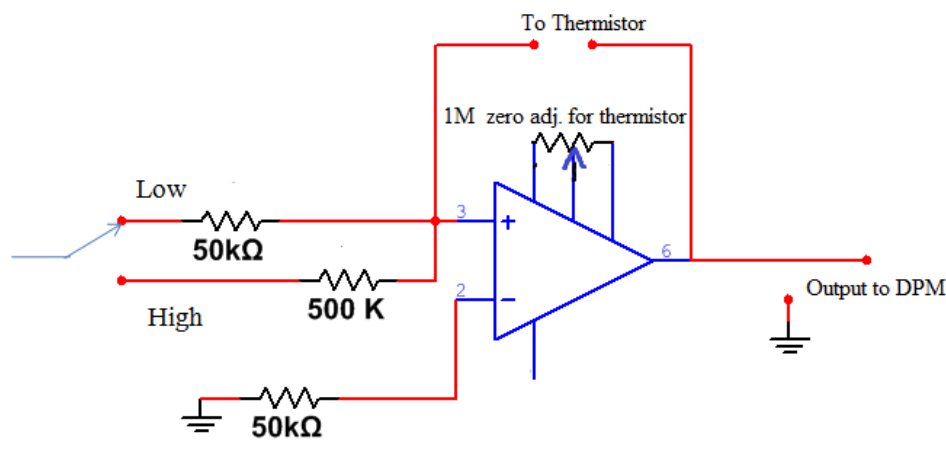 To Thermistor
1M zero adj. for thermistor
Low
3
+
50kΩ
6
500 K
2
−
Output to DPM
High
50kΩ